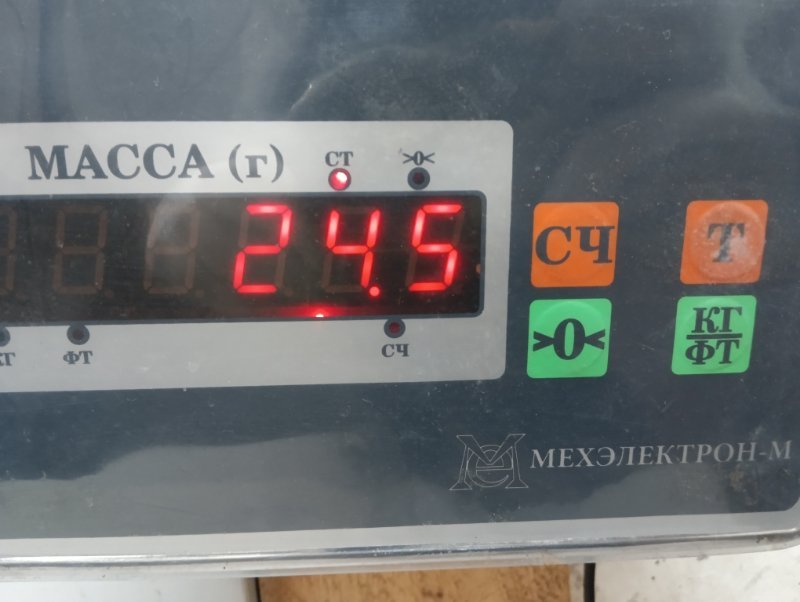 МАССА (г)
СТ
>0<
24.5
ФТ
СЧ
СЧ
Т
>0<
КГ
ФТ
МЕХЭЛЕКТРОН-М